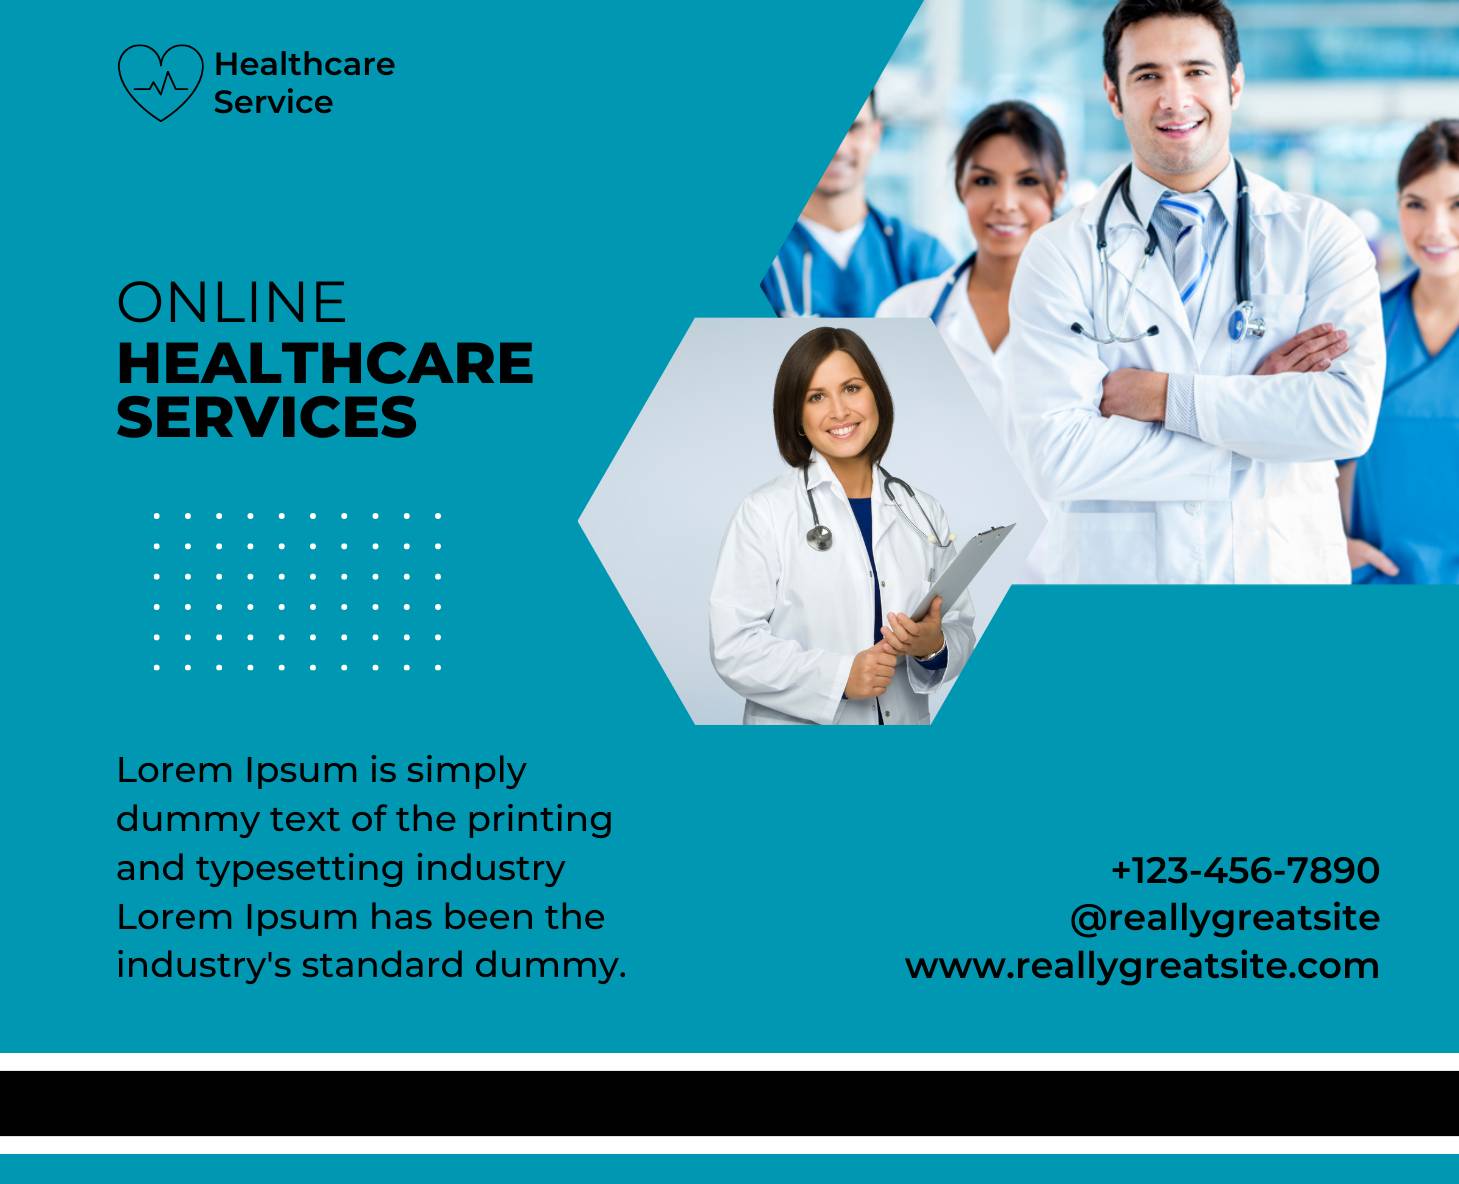 Healthcare
Service
ONLINE
HEALTHCARE
SERVICES
Lorem Ipsum is simply
dummy text of the printing
and typesetting industry
Lorem Ipsum has been the
industry's standard dummy.
+123-456-7890
@reallygreatsite
www.reallygreatsite.com